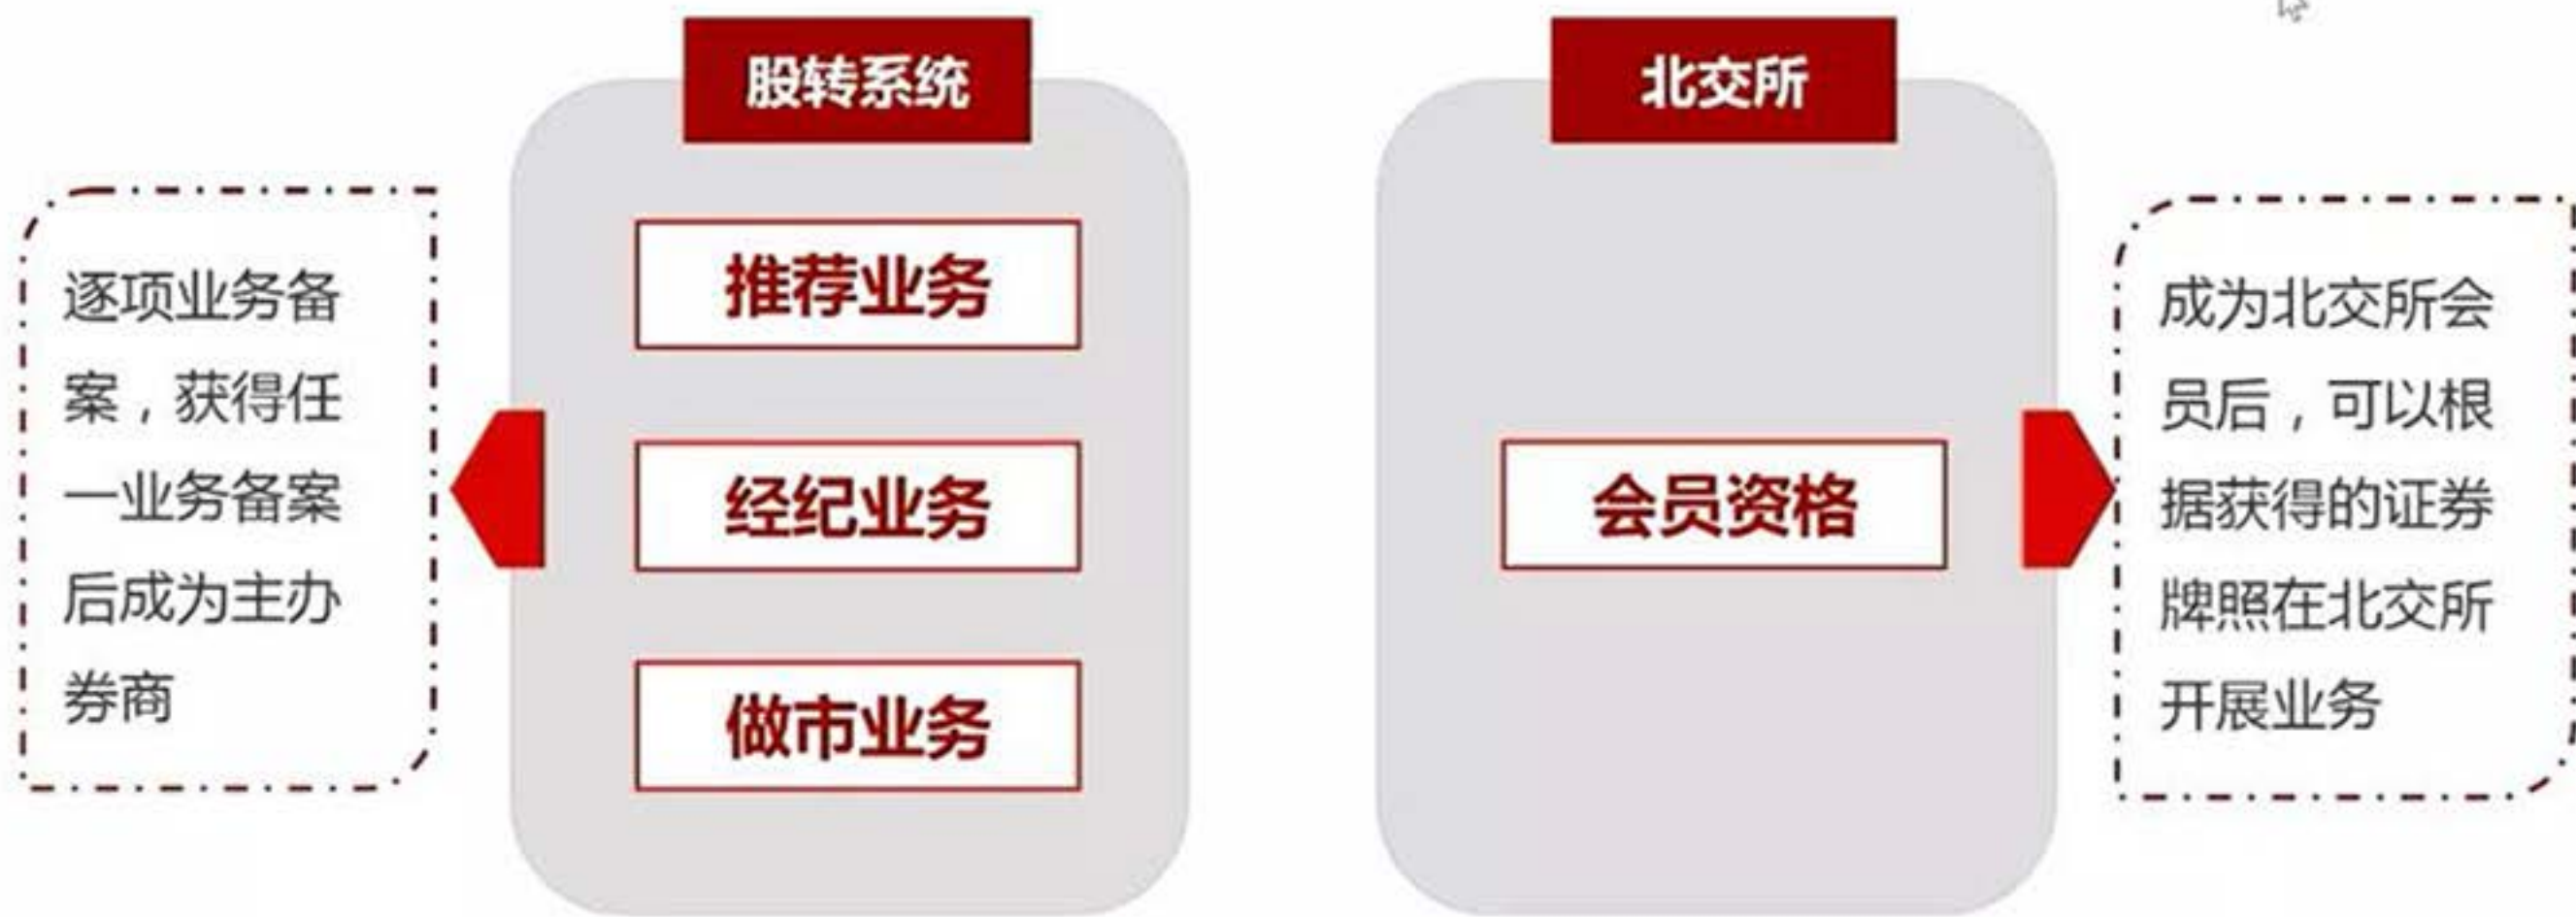 股转系统
逐项业务备
案，获得任
一业务备案
后成为主办
券商
推荐业务
经纪业务
做市业务
北交所
会员资格
成为北交所会
员后，可以根
据获得的证券
牌照在北交所
开展业务